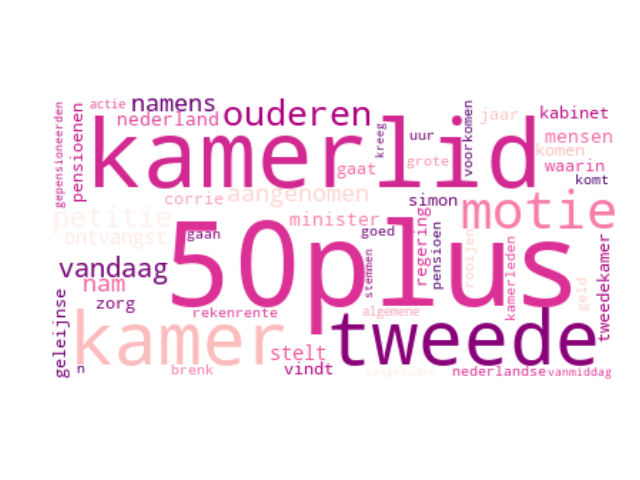 actie
namens
ouderen
nederland
pensioenen
gepensioneerden
kamerlid
kreeg
uur
grote
voorkomen
jaar
kabinet
mensen
komen
waarin
komt
gaat
corrie
aangenomen
simon
motie
petitie
ontvangst
minister
gaan
goed
regering
pensioen
rooijen
kamerleden
geld
tweedekamer
50plus
stemmen
vandaag
nam
zorg
geleijnse
rekenrente
algemene
kamer
tweede
stelt
vindt
brenk
n
aangeboden
nederlandse
vanmiddag